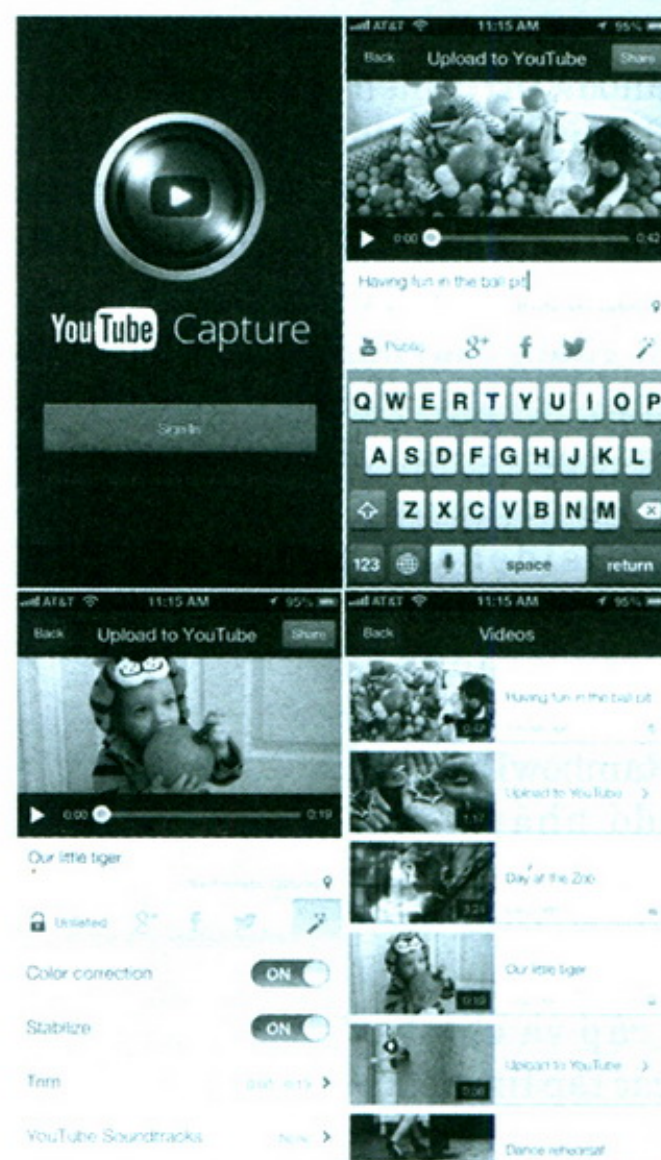 YouTube Capture
Sign In
AT&T 11:15 AM 95%
Back Upload to YouTube Share
0:00 0:42
Having fun in the ball pit
Public g+ f
Q W E R T Y U I O P
A S D F G H J K L
Z X C V B N M
123 space return
AT&T 11:15 AM 95%
Back Upload to YouTube Share
0:00 0:19
Our little tiger
Unlisted g+ f
Color correction ON
Stabilize ON
Trim
YouTube Soundtracks
AT&T 11:15 AM 95%
Back Videos
Having fun in the ball pit
Upload to YouTube
1:17
Day at the Zoo
3:24
Our little tiger
0:19
Upload to YouTube
Dance rehearsal